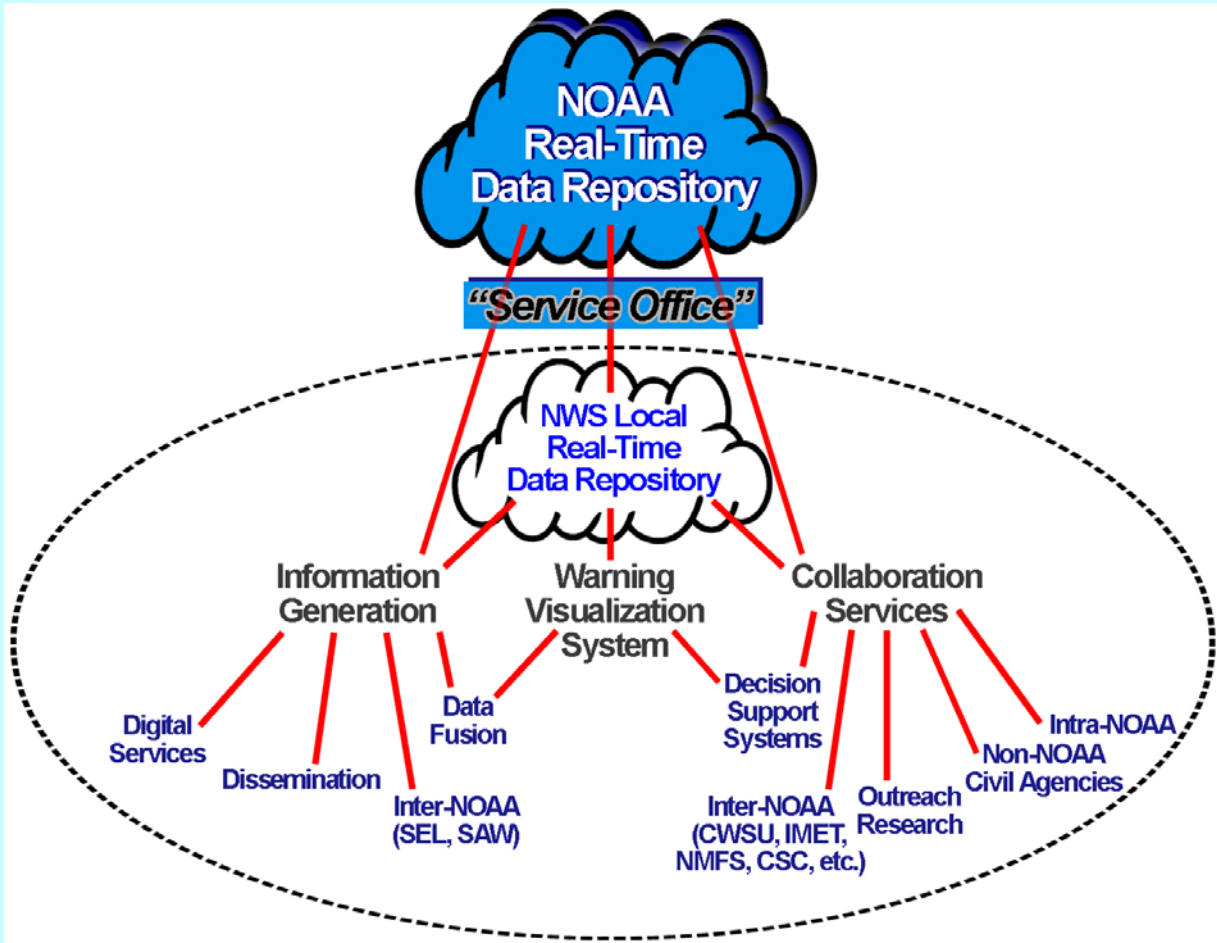 NOAA
Real-Time
Data Repository
“Service Office”
NWS Local
Real-Time
Data Repository
Information
Generation
Warning
Visualization
System
Collaboration
Services
Digital
Services
Dissemination
Inter-NOAA
(SEL, SAW)
Data
Fusion
Decision
Support
Systems
Inter-NOAA
(CWSU, IMET,
NMFS, CSC, etc.)
Outreach
Research
Non-NOAA
Civil Agencies
Intra-NOAA